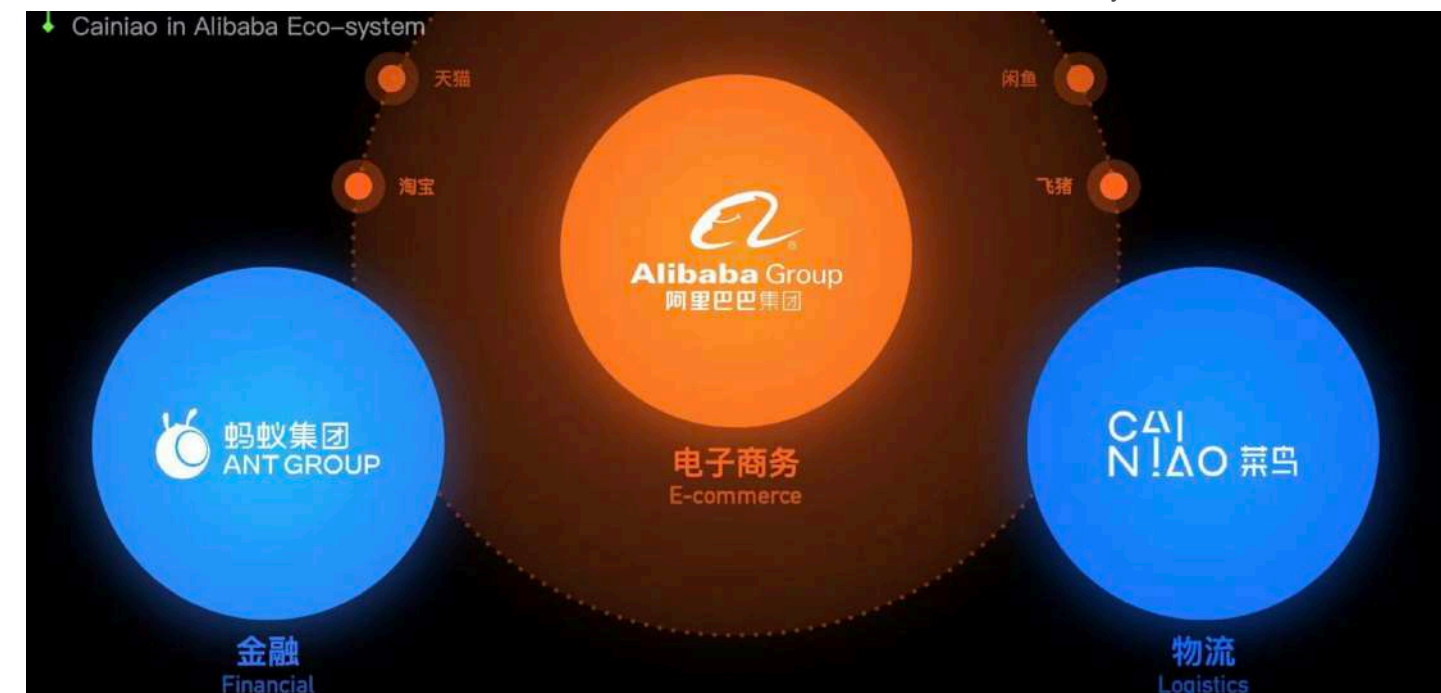 Cainiao in Alibaba Eco-system
天猫
闲鱼
淘宝
飞猪
Alibaba Group
阿里巴巴集团
蚂蚁集团
ANT GROUP
CAI
NIAO 菜鸟
电子商务
E-commerce
金融
Financial
物流
Logistics